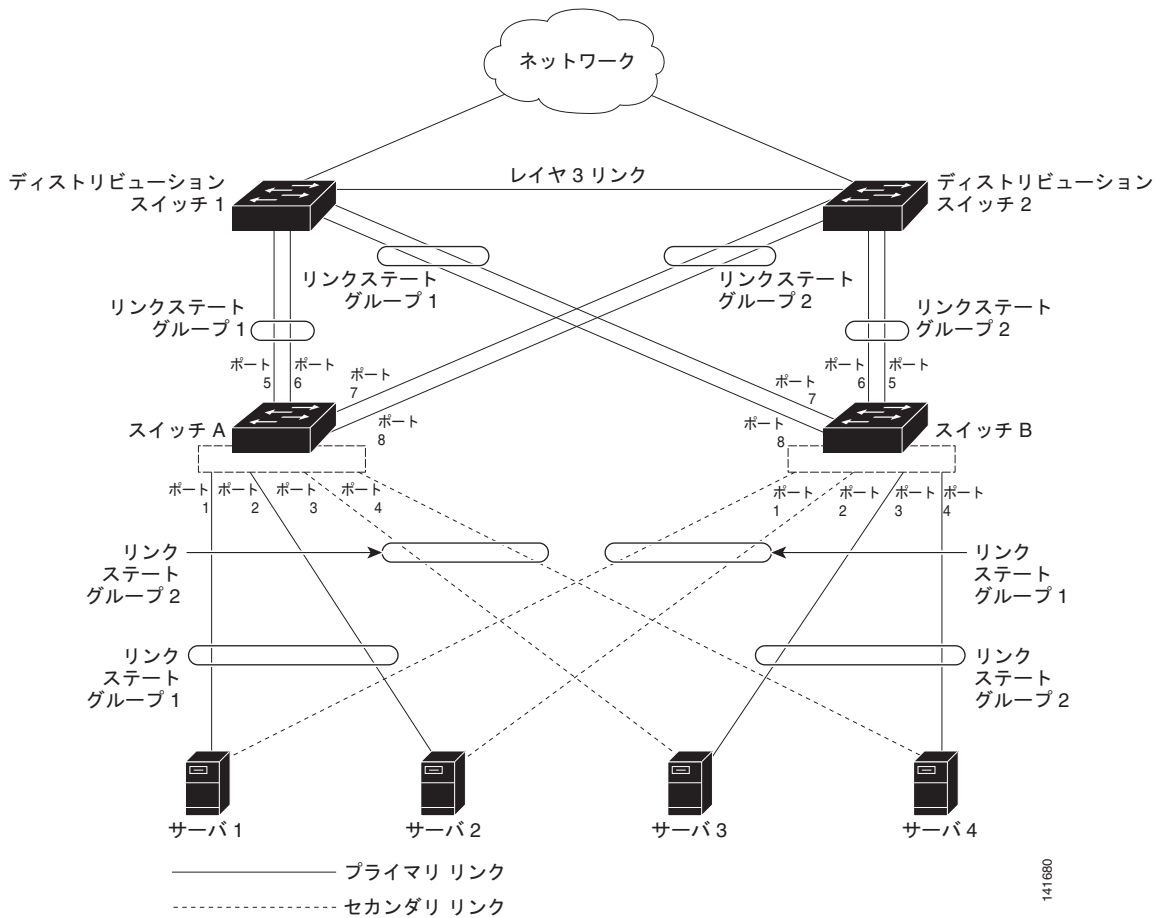 ネットワーク
レイヤ 3 リンク
ディストリビューション
スイッチ 1
ディストリビューション
スイッチ 2
リンクステート
グループ 1
リンクステート
グループ 2
リンクステート
グループ 1
リンクステート
グループ 2
ポート
5
ポート
6
ポート
7
ポート
8
ポート
6
ポート
5
ポート
7
ポート
8
スイッチ A
スイッチ B
ポート
1
ポート
2
ポート
3
ポート
4
ポート
1
ポート
2
ポート
3
ポート
4
リンク
ステート
グループ 2
リンク
ステート
グループ 1
リンク
ステート
グループ 1
リンク
ステート
グループ 2
サーバ 1
サーバ 2
サーバ 3
サーバ 4
プライマリ リンク
セカンダリ リンク
141680